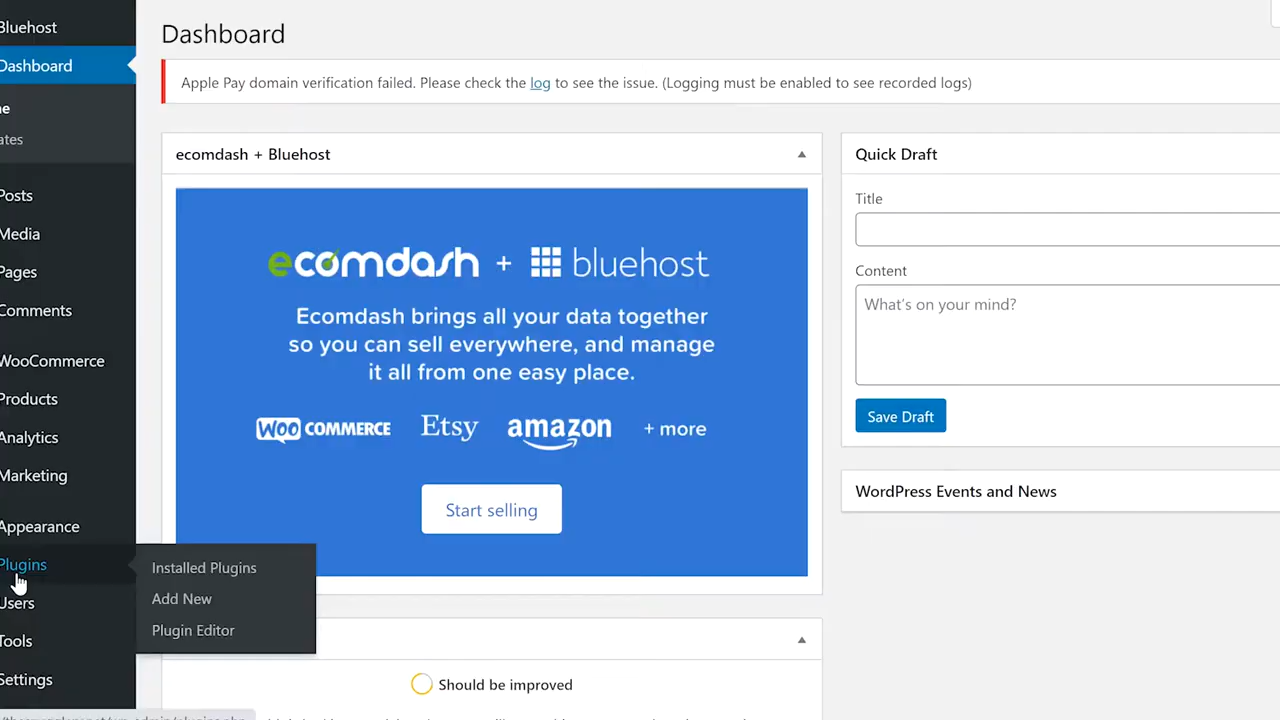 Bluehost
Dashboard
Dashboard
Apple Pay domain verification failed. Please check the log to see the issue. (Logging must be enabled to see recorded logs)
Posts
Media
Pages
Comments
WooCommerce
Products
Analytics
Marketing
Appearance
Plugins
Users
Tools
Settings
Installed Plugins
Add New
Plugin Editor
ecomdash + Bluehost
ecomdash + bluehost
Ecomdash brings all your data together
so you can sell everywhere, and manage
it all from one easy place.
WOO COMMERCE Etsy amazon + more
Start selling
Should be improved
Quick Draft
Title
Content
What's on your mind?
Save Draft
WordPress Events and News